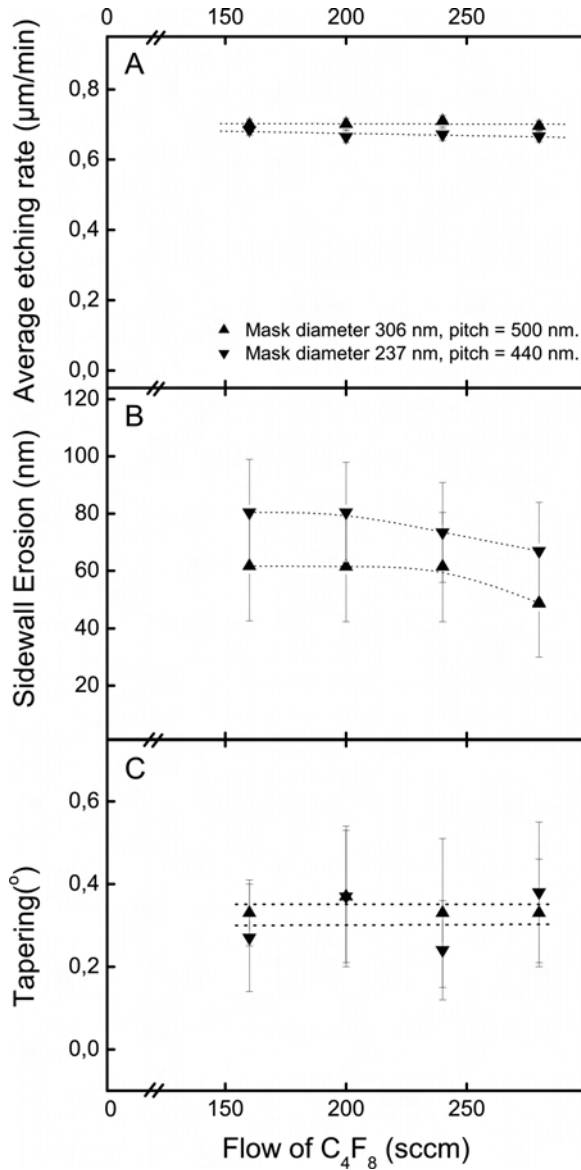 0 150 200 250
A
0,8
0,6
0,4
0,2
0,0
Average etching rate (µm/min)
▲ Mask diameter 306 nm, pitch = 500 nm.
▼ Mask diameter 237 nm, pitch = 440 nm.
B
120
100
80
60
40
20
Sidewall Erosion (nm)
C
0,6
0,4
0,2
0,0
Tapering(°)
0 150 200 250
Flow of C₄F₈ (sccm)